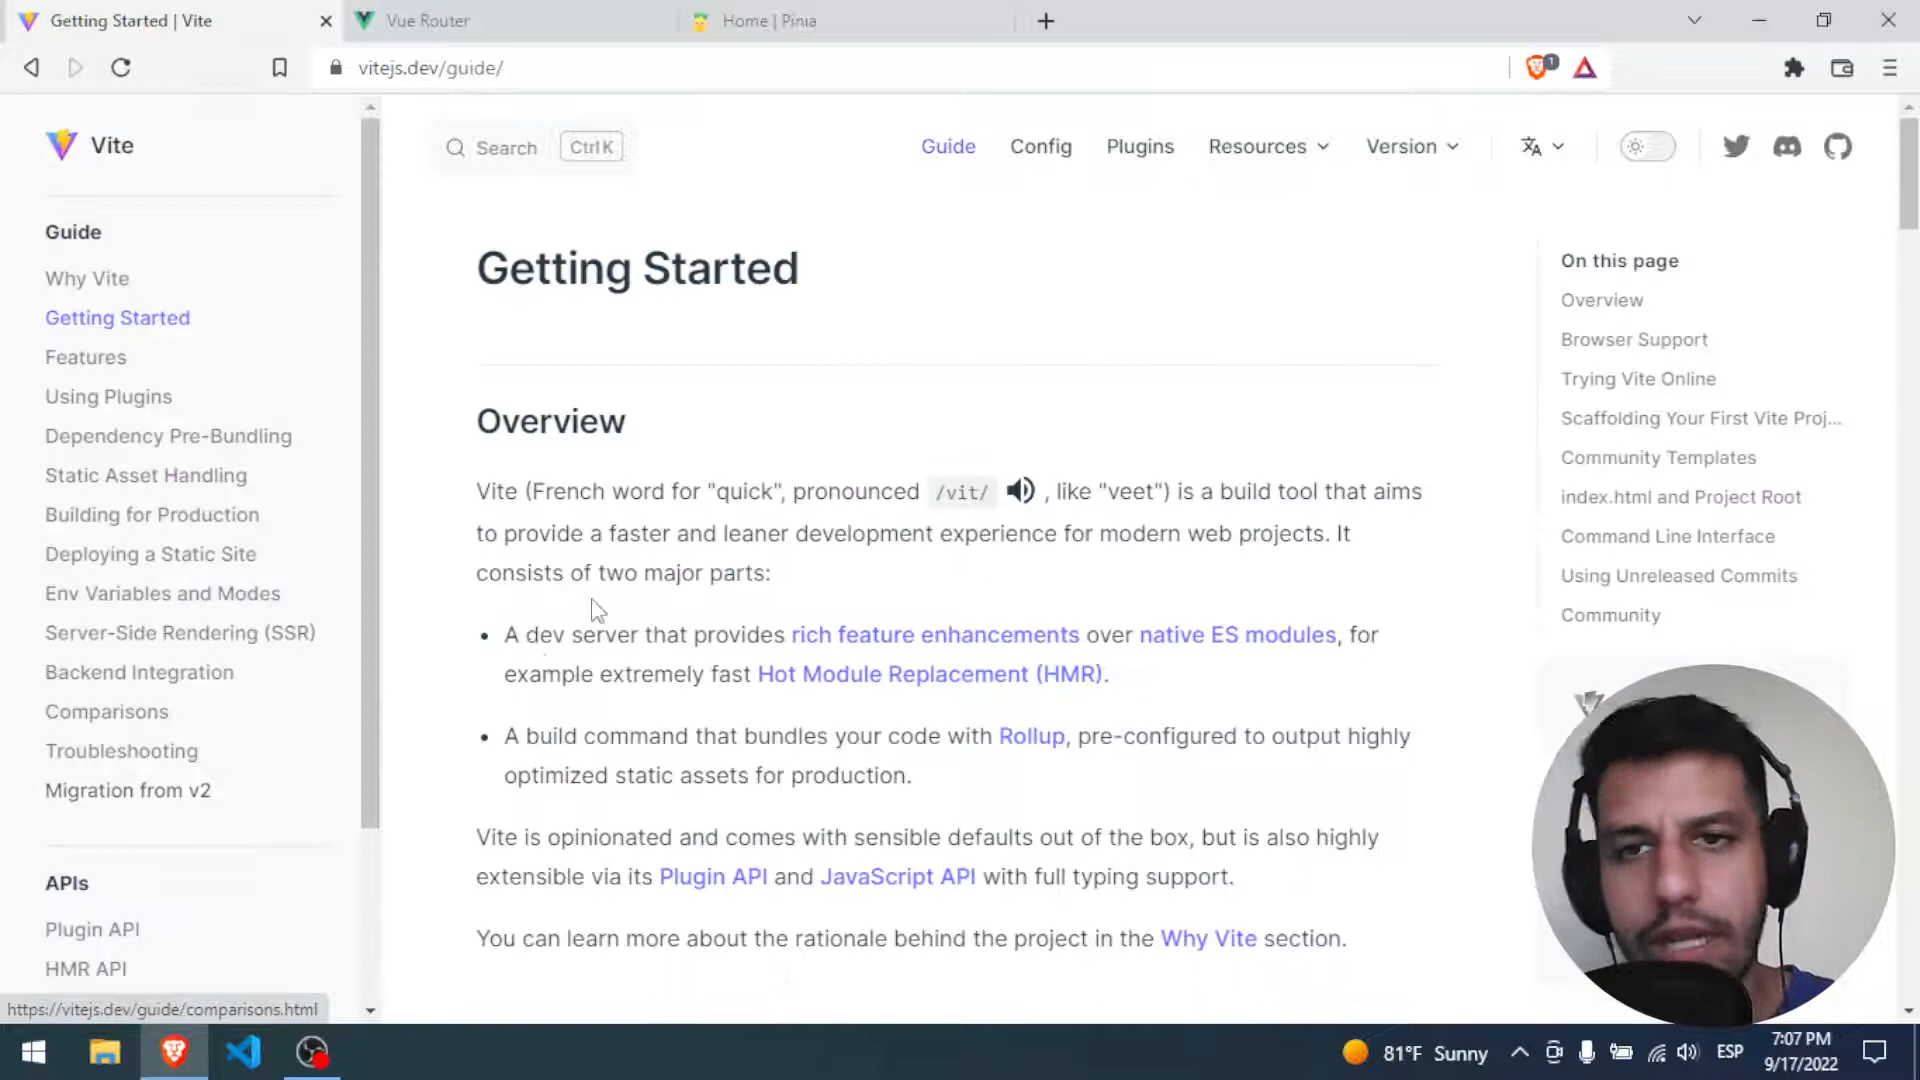 Getting Started | Vite
Vue Router
Home | Pinia
vitejs.dev/guide/
1
Vite
Search
Ctrl K
Guide
Config
Plugins
Resources
Version
Guide
Why Vite
Getting Started
Features
Using Plugins
Dependency Pre-Bundling
Static Asset Handling
Building for Production
Deploying a Static Site
Env Variables and Modes
Server-Side Rendering (SSR)
Backend Integration
Comparisons
Troubleshooting
Migration from v2
APIs
Plugin API
HMR API
https://vitejs.dev/guide/comparisons.html
Getting Started
Overview
Vite (French word for "quick", pronounced /vit/ , like "veet") is a build tool that aims
to provide a faster and leaner development experience for modern web projects. It
consists of two major parts:
• A dev server that provides rich feature enhancements over native ES modules, for
example extremely fast Hot Module Replacement (HMR).
• A build command that bundles your code with Rollup, pre-configured to output highly
optimized static assets for production.
Vite is opinionated and comes with sensible defaults out of the box, but is also highly
extensible via its Plugin API and JavaScript API with full typing support.
You can learn more about the rationale behind the project in the Why Vite section.
On this page
Overview
Browser Support
Trying Vite Online
Scaffolding Your First Vite Proj...
Community Templates
index.html and Project Root
Command Line Interface
Using Unreleased Commits
Community
81°F Sunny
ESP
7:07 PM
9/17/2022